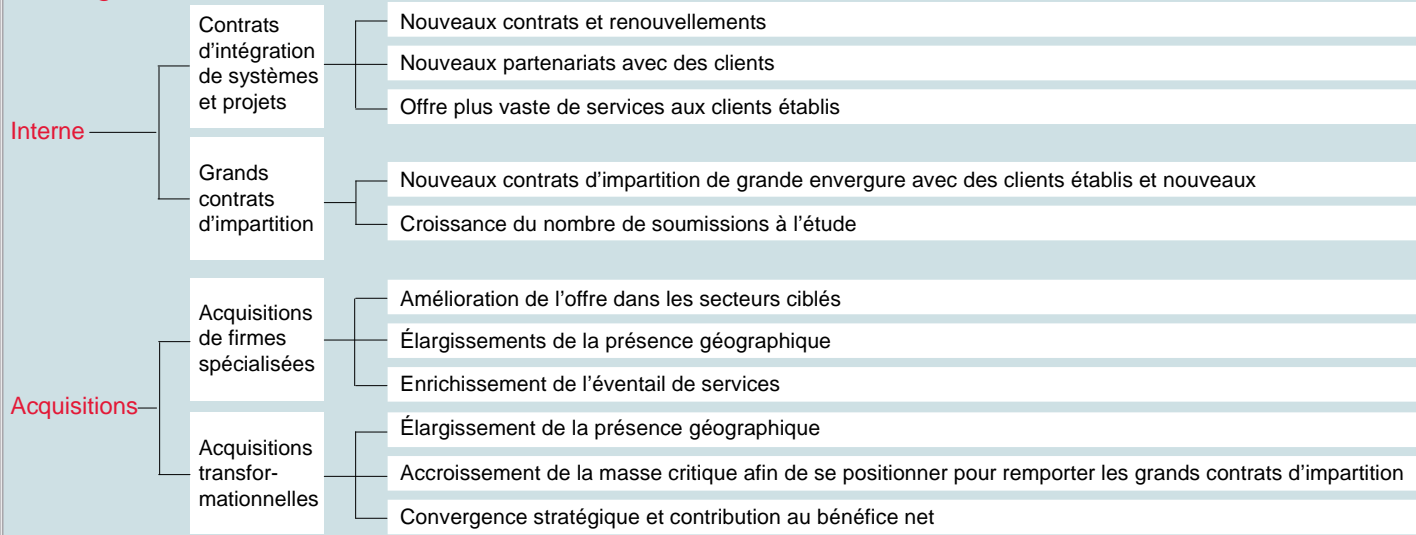 Interne
Contrats
d'intégration
de systèmes
et projets
Nouveaux contrats et renouvellements
Nouveaux partenariats avec des clients
Offre plus vaste de services aux clients établis
Grands
contrats
d'impartition
Nouveaux contrats d'impartition de grande envergure avec des clients établis et nouveaux
Croissance du nombre de soumissions à l'étude
Acquisitions
Acquisitions
de firmes
spécialisées
Amélioration de l'offre dans les secteurs ciblés
Élargissements de la présence géographique
Enrichissement de l'éventail de services
Acquisitions
transfor-
mationnelles
Élargissement de la présence géographique
Accroissement de la masse critique afin de se positionner pour remporter les grands contrats d'impartition
Convergence stratégique et contribution au bénéfice net